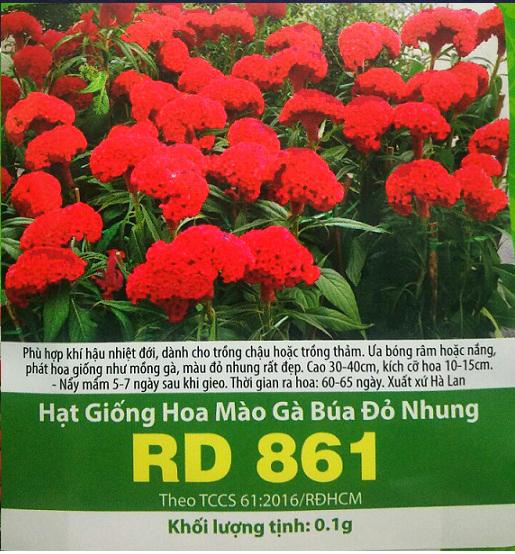 Phù hợp khí hậu nhiệt đới, dành cho trồng chậu hoặc trồng thảm. Ưa bóng râm hoặc nắng,
phát hoa giống như mồng gà, màu đỏ nhung rất đẹp. Cao 30-40cm, kích cỡ hoa 10-15cm.
- Nẩy mầm 5-7 ngày sau khi gieo. Thời gian ra hoa: 60-65 ngày. Xuất xứ Hà Lan
Hạt Giống Hoa Mào Gà Búa Đỏ Nhung
RD 861
Theo TCCS 61:2016/RĐHCM
Khối lượng tịnh: 0.1g